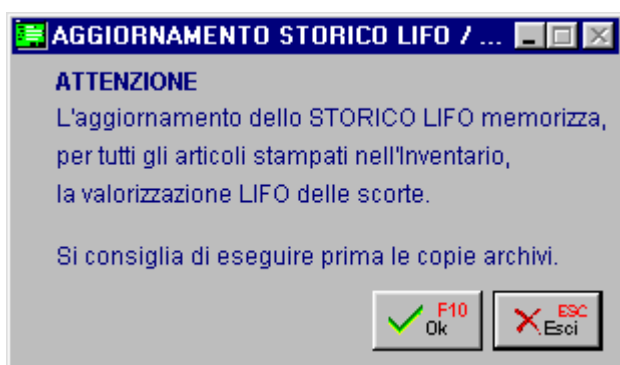 AGGIORNAMENTO STORICO LIFO / ...
ATTENZIONE
L'aggiornamento dello STORICO LIFO memorizza,
per tutti gli articoli stampati nell'Inventario,
la valorizzazione LIFO delle scorte.
Si consiglia di eseguire prima le copie archivi.
F10 ESC
Ok Esci